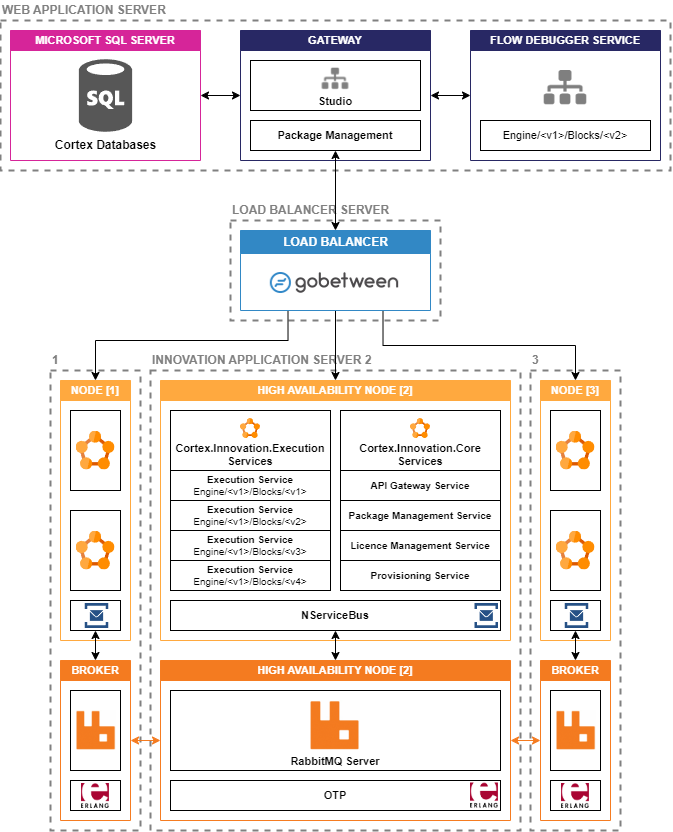 WEB APPLICATION SERVER
MICROSOFT SQL SERVER
SQL
Cortex Databases
GATEWAY
Studio
Package Management
FLOW DEBUGGER SERVICE
Engine/<v1>/Blocks/<v2>
LOAD BALANCER SERVER
LOAD BALANCER
gobetween
1
NODE [1]
BROKER
ERLANG
INNOVATION APPLICATION SERVER 2
HIGH AVAILABILITY NODE [2]
Cortex.Innovation.Execution
Services
Execution Service
Engine/<v1>/Blocks/<v1>
Execution Service
Engine/<v1>/Blocks/<v2>
Execution Service
Engine/<v1>/Blocks/<v3>
Execution Service
Engine/<v1>/Blocks/<v4>
Cortex.Innovation.Core
Services
API Gateway Service
Package Management Service
Licence Management Service
Provisioning Service
NServiceBus
HIGH AVAILABILITY NODE [2]
RabbitMQ Server
OTP
ERLANG
3
NODE [3]
BROKER
ERLANG